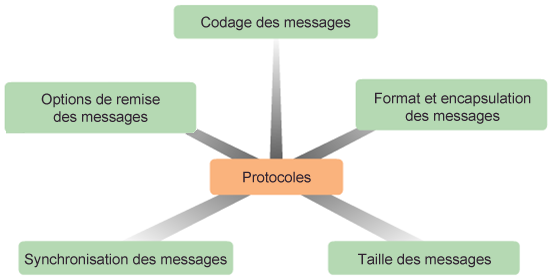 Codage des messages
Options de remise
des messages
Format et encapsulation
des messages
Protocoles
Synchronisation des messages
Taille des messages